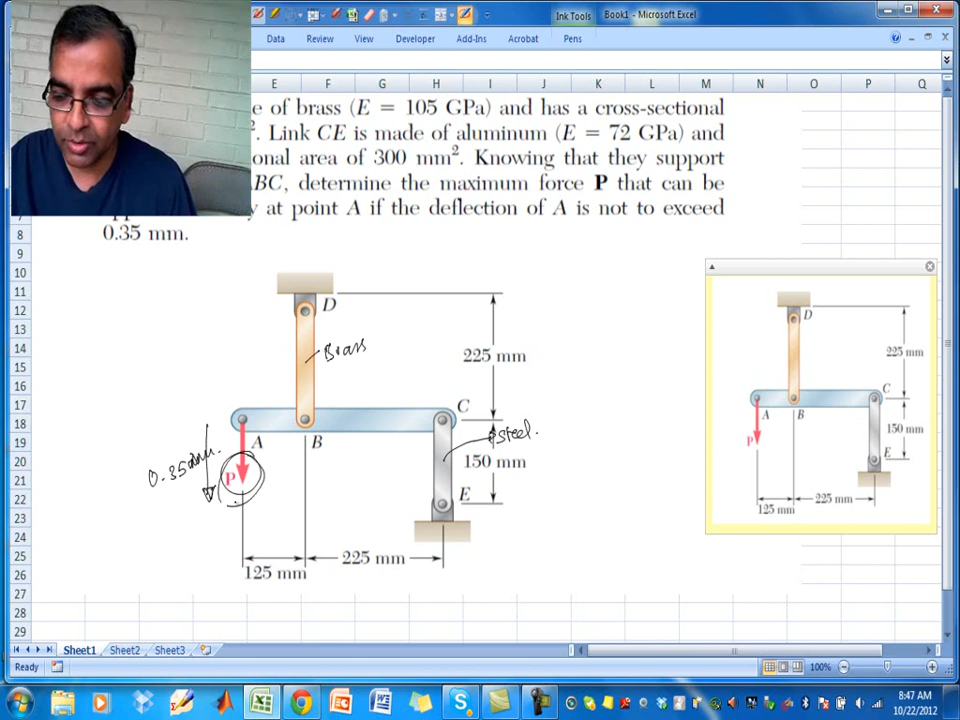 Ink Tools
Book1 - Microsoft Excel
Data Review View Developer Add-Ins Acrobat Pens
E F G H I J K L M N O P Q
e of brass (E = 105 GPa) and has a cross-sectional
². Link CE is made of aluminum (E = 72 GPa) and
onal area of 300 mm². Knowing that they support
BC, determine the maximum force P that can be
y at point A if the deflection of A is not to exceed
0.35 mm.
8
9
10
11
12
13
14
15
16
17
18
19
20
21
22
23
24
25
26
27
28
29
D
Brass
225 mm
C
A
B
Steel.
0.35mm.
P
150 mm
E
225 mm
125 mm
D
225 mm
C
A
B
150 mm
P
E
225 mm
125 mm
Sheet1 Sheet2 Sheet3
Ready
100%
8:47 AM
10/22/2012